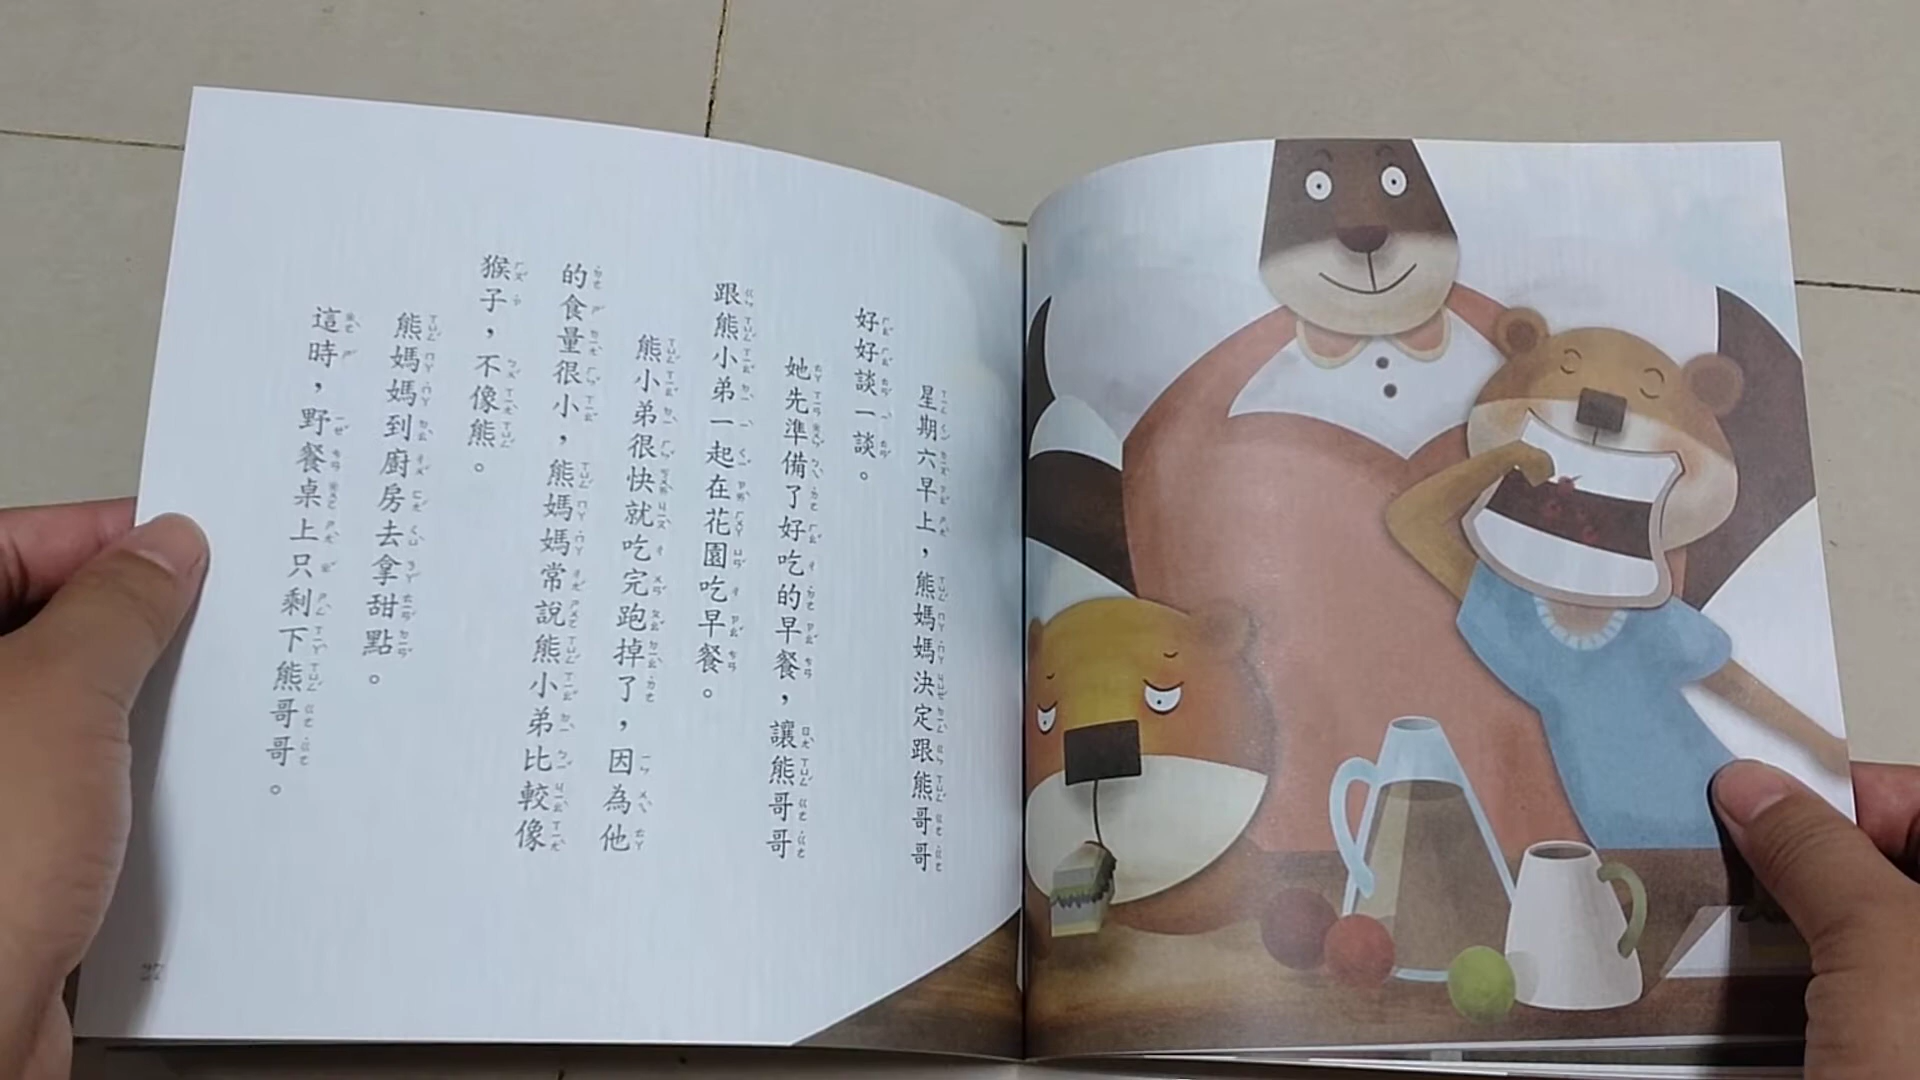 星期六早上，熊媽媽決定跟熊哥哥
好好談一談。
她先準備了好吃的早餐，讓熊哥哥
跟熊小弟一起在花園吃早餐。
熊小弟很快就吃完跑掉了，因為他
的食量很小，熊媽媽常說熊小弟比較像
猴子，不像熊。
熊媽媽到廚房去拿甜點。
這時，野餐桌上只剩下熊哥哥。
27